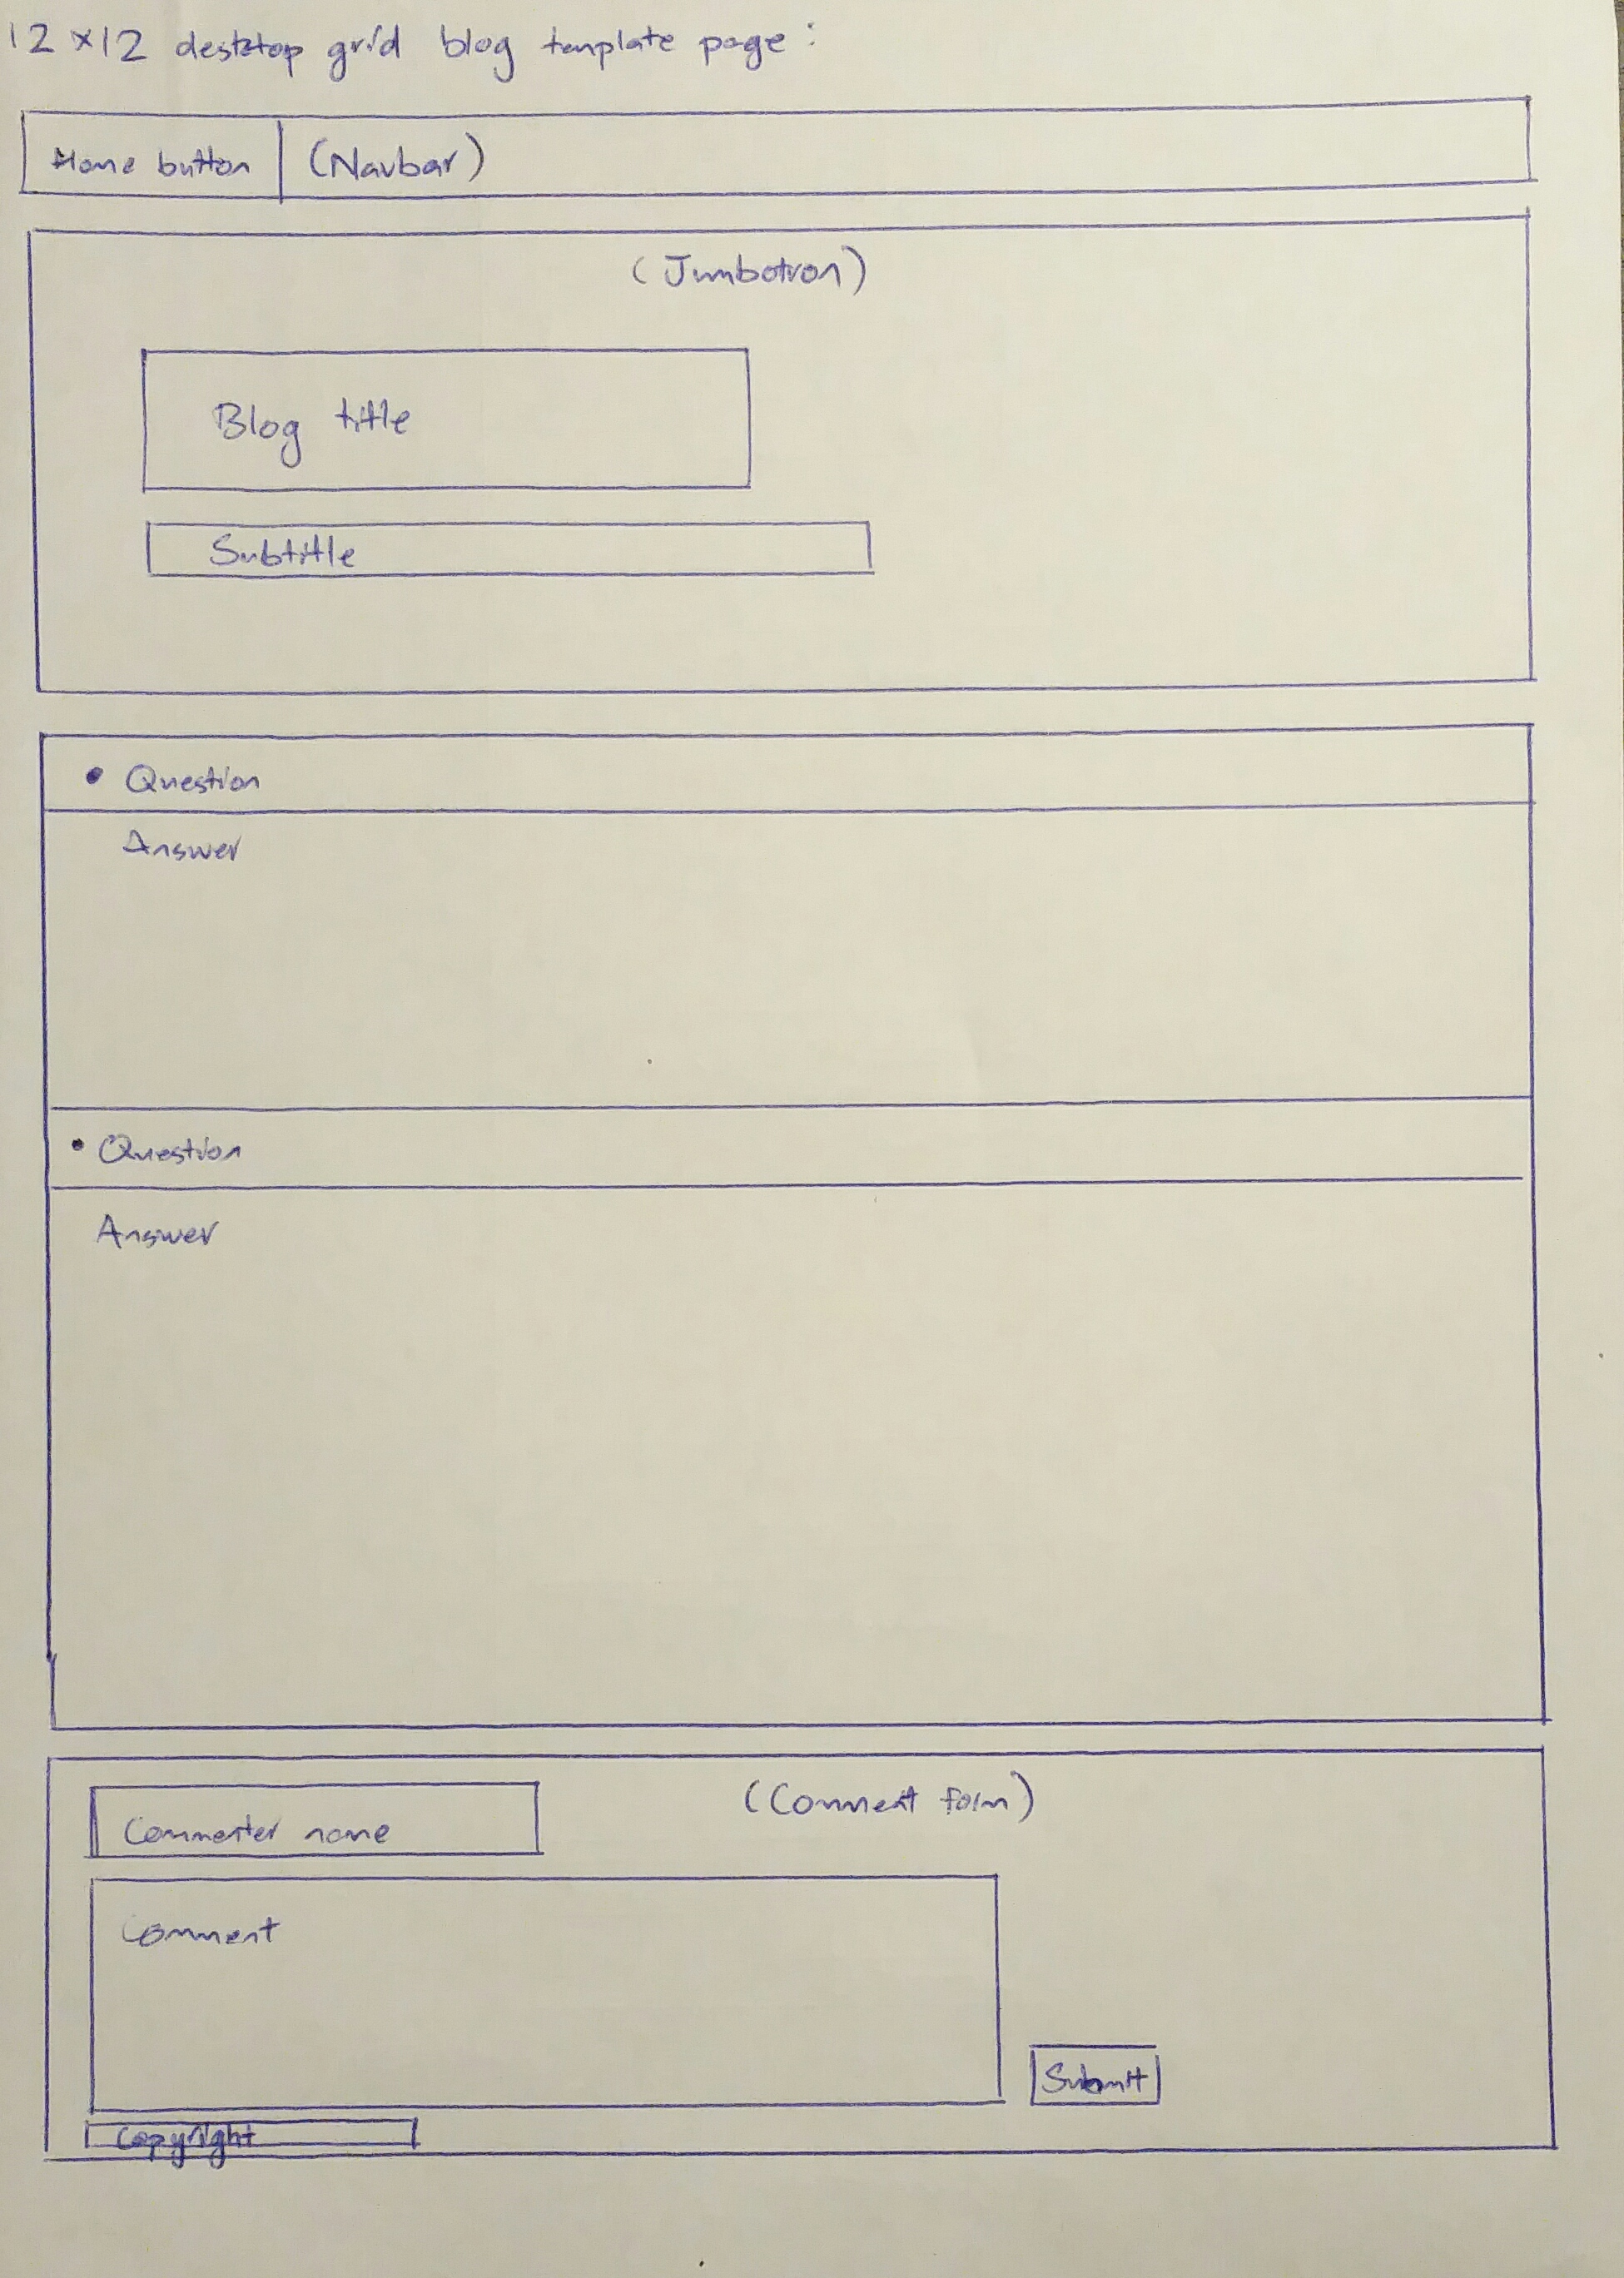 12 x 12 desktop grid blog template page :
Home button (Navbar)
(Jumbotron)
Blog title
Subtitle
• Question
Answer
• Question
Answer
(Comment form)
Commenter name
Comment
Submit
Copyright